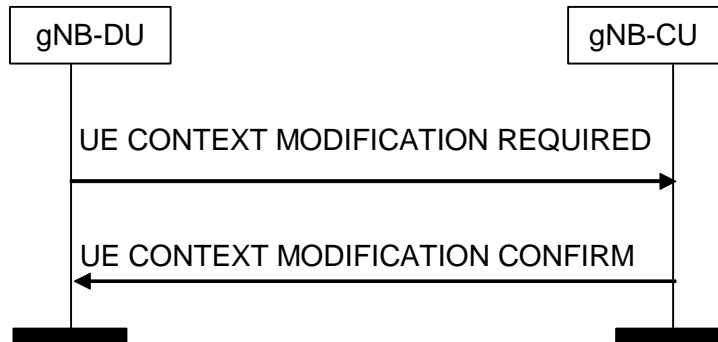 gNB-DU
gNB-CU
UE CONTEXT MODIFICATION REQUIRED
UE CONTEXT MODIFICATION CONFIRM